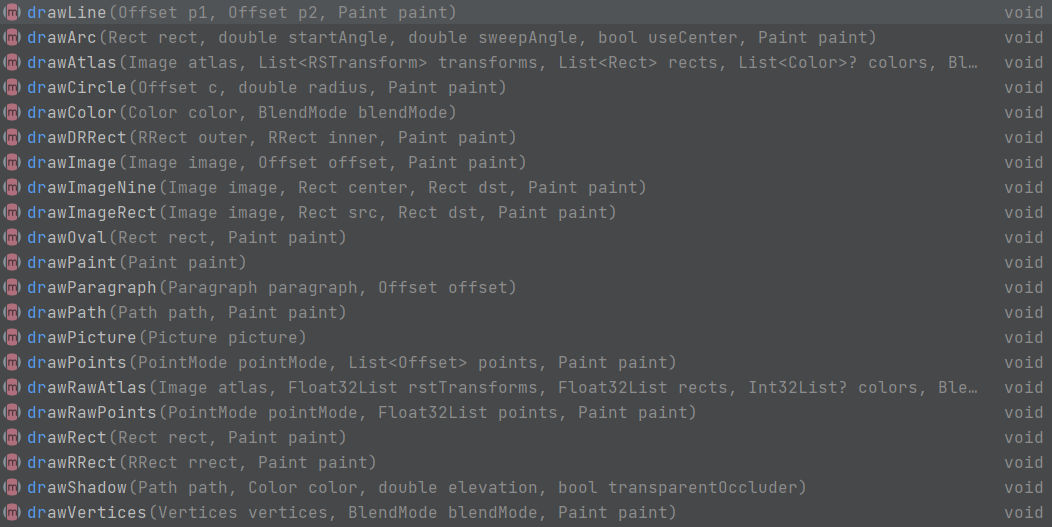 m drawLine(Offset p1, Offset p2, Paint paint) void
m drawArc(Rect rect, double startAngle, double sweepAngle, bool useCenter, Paint paint) void
m drawAtlas(Image atlas, List<RSTransform> transforms, List<Rect> rects, List<Color>? colors, Bl… void
m drawCircle(Offset c, double radius, Paint paint) void
m drawColor(Color color, BlendMode blendMode) void
m drawDRRect(RRect outer, RRect inner, Paint paint) void
m drawImage(Image image, Offset offset, Paint paint) void
m drawImageNine(Image image, Rect center, Rect dst, Paint paint) void
m drawImageRect(Image image, Rect src, Rect dst, Paint paint) void
m drawOval(Rect rect, Paint paint) void
m drawPaint(Paint paint) void
m drawParagraph(Paragraph paragraph, Offset offset) void
m drawPath(Path path, Paint paint) void
m drawPicture(Picture picture) void
m drawPoints(PointMode pointMode, List<Offset> points, Paint paint) void
m drawRawAtlas(Image atlas, Float32List rstTransforms, Float32List rects, Int32List? colors, Ble… void
m drawRawPoints(PointMode pointMode, Float32List points, Paint paint) void
m drawRect(Rect rect, Paint paint) void
m drawRRect(RRect rrect, Paint paint) void
m drawShadow(Path path, Color color, double elevation, bool transparentOccluder) void
m drawVertices(Vertices vertices, BlendMode blendMode, Paint paint) void